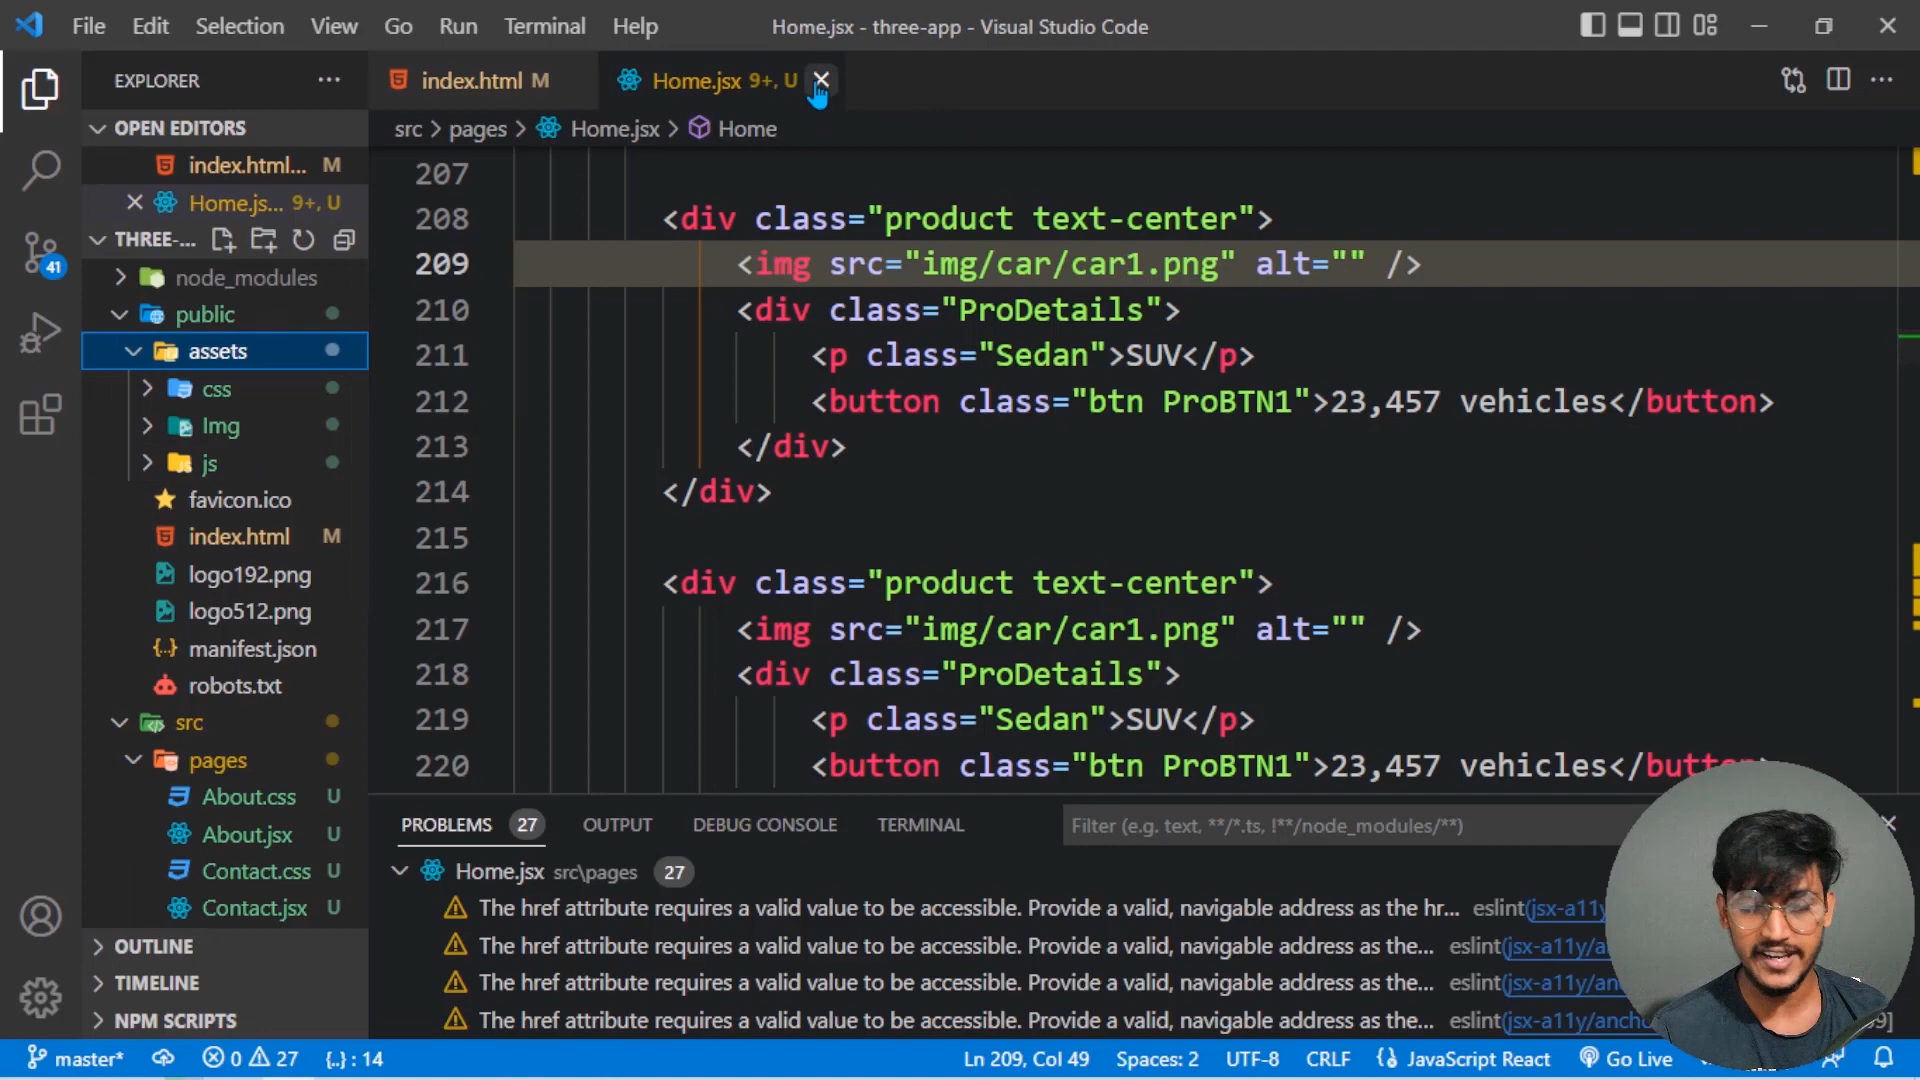 File Edit Selection View Go Run Terminal Help
Home.jsx - three-app - Visual Studio Code
EXPLORER
OPEN EDITORS
index.html... M
Home.js... 9+, U
THREE-...
node_modules
public
assets
css
Img
js
favicon.ico
index.html M
logo192.png
logo512.png
manifest.json
robots.txt
src
pages
About.css U
About.jsx U
Contact.css U
Contact.jsx U
OUTLINE
TIMELINE
NPM SCRIPTS
41
index.html M
Home.jsx 9+, U
src > pages > Home.jsx > Home
207
208 <div class="product text-center">
209 <img src="img/car/car1.png" alt="" />
210 <div class="ProDetails">
211 <p class="Sedan">SUV</p>
212 <button class="btn ProBTN1">23,457 vehicles</button>
213 </div>
214 </div>
215
216 <div class="product text-center">
217 <img src="img/car/car1.png" alt="" />
218 <div class="ProDetails">
219 <p class="Sedan">SUV</p>
220 <button class="btn ProBTN1">23,457 vehicles</button>
PROBLEMS 27 OUTPUT DEBUG CONSOLE TERMINAL
Filter (e.g. text, **/*.ts, !**/node_modules/**)
Home.jsx src\pages 27
The href attribute requires a valid value to be accessible. Provide a valid, navigable address as the hr... eslint(jsx-a11y
The href attribute requires a valid value to be accessible. Provide a valid, navigable address as the... eslint(jsx-a11y/a
The href attribute requires a valid value to be accessible. Provide a valid, navigable address as the... eslint(jsx-a11y/an
The href attribute requires a valid value to be accessible. Provide a valid, navigable address as the... eslint(jsx-a11y/ancho
master* 0 27 {..} : 14
Ln 209, Col 49 Spaces: 2 UTF-8 CRLF JavaScript React Go Live